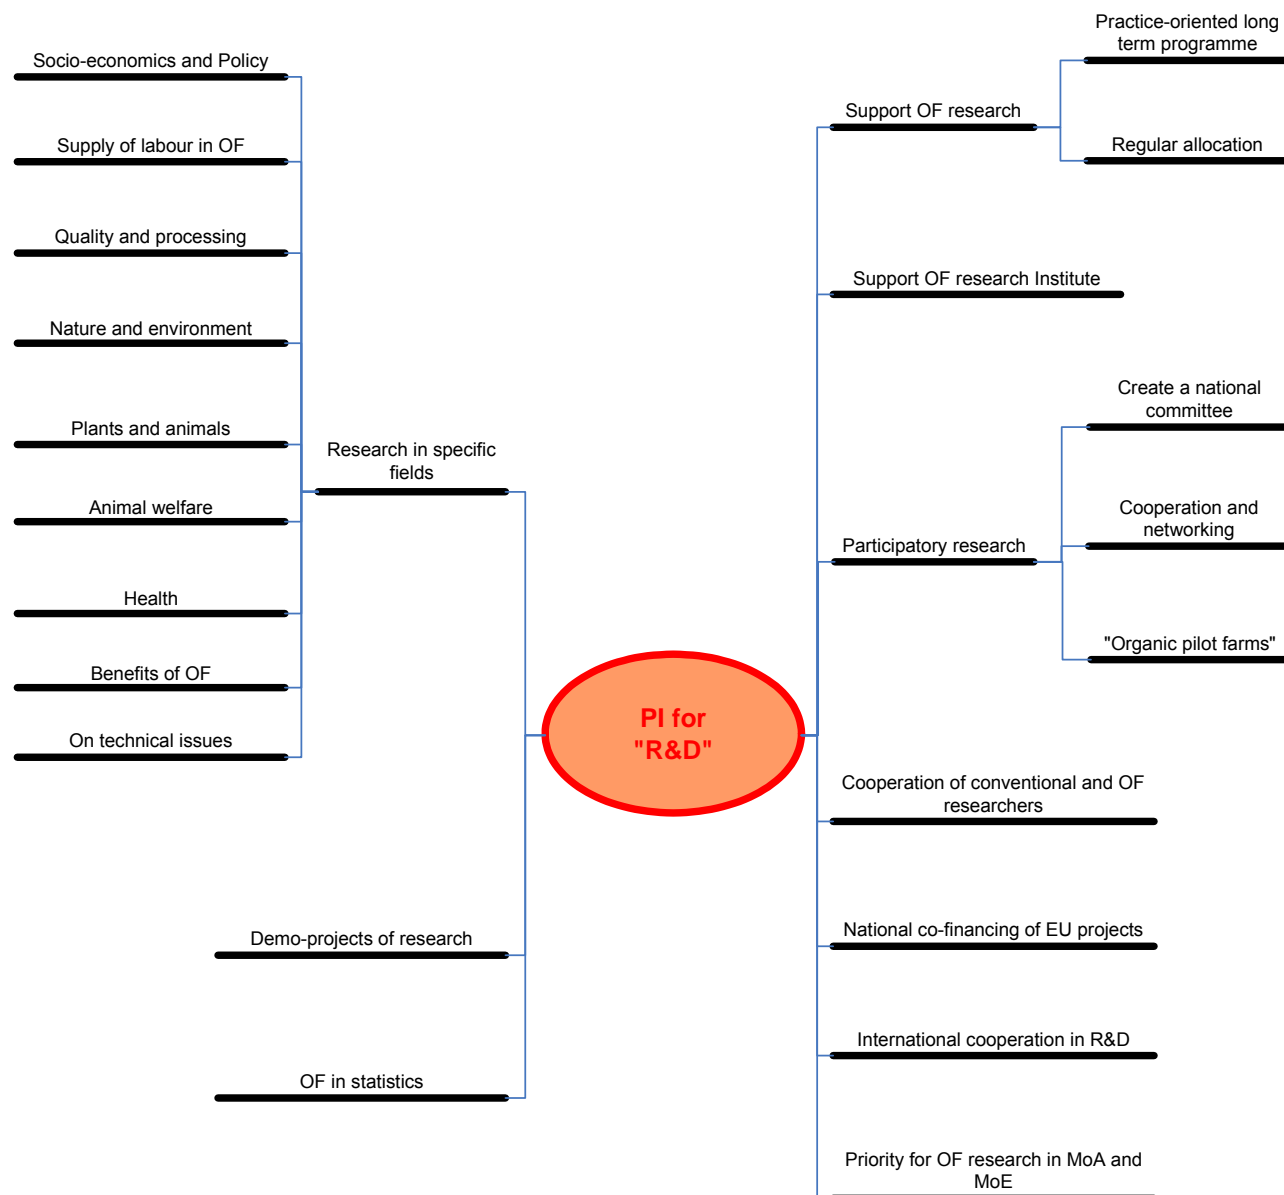 Socio-economics and Policy
Supply of labour in OF
Quality and processing
Nature and environment
Plants and animals
Animal welfare
Health
Benefits of OF
On technical issues
Research in specific
fields
Demo-projects of research
OF in statistics
PI for
"R&D"
Support OF research
Practice-oriented long
term programme
Regular allocation
Support OF research Institute
Participatory research
Create a national
committee
Cooperation and
networking
"Organic pilot farms"
Cooperation of conventional and OF
researchers
National co-financing of EU projects
International cooperation in R&D
Priority for OF research in MoA and
MoE